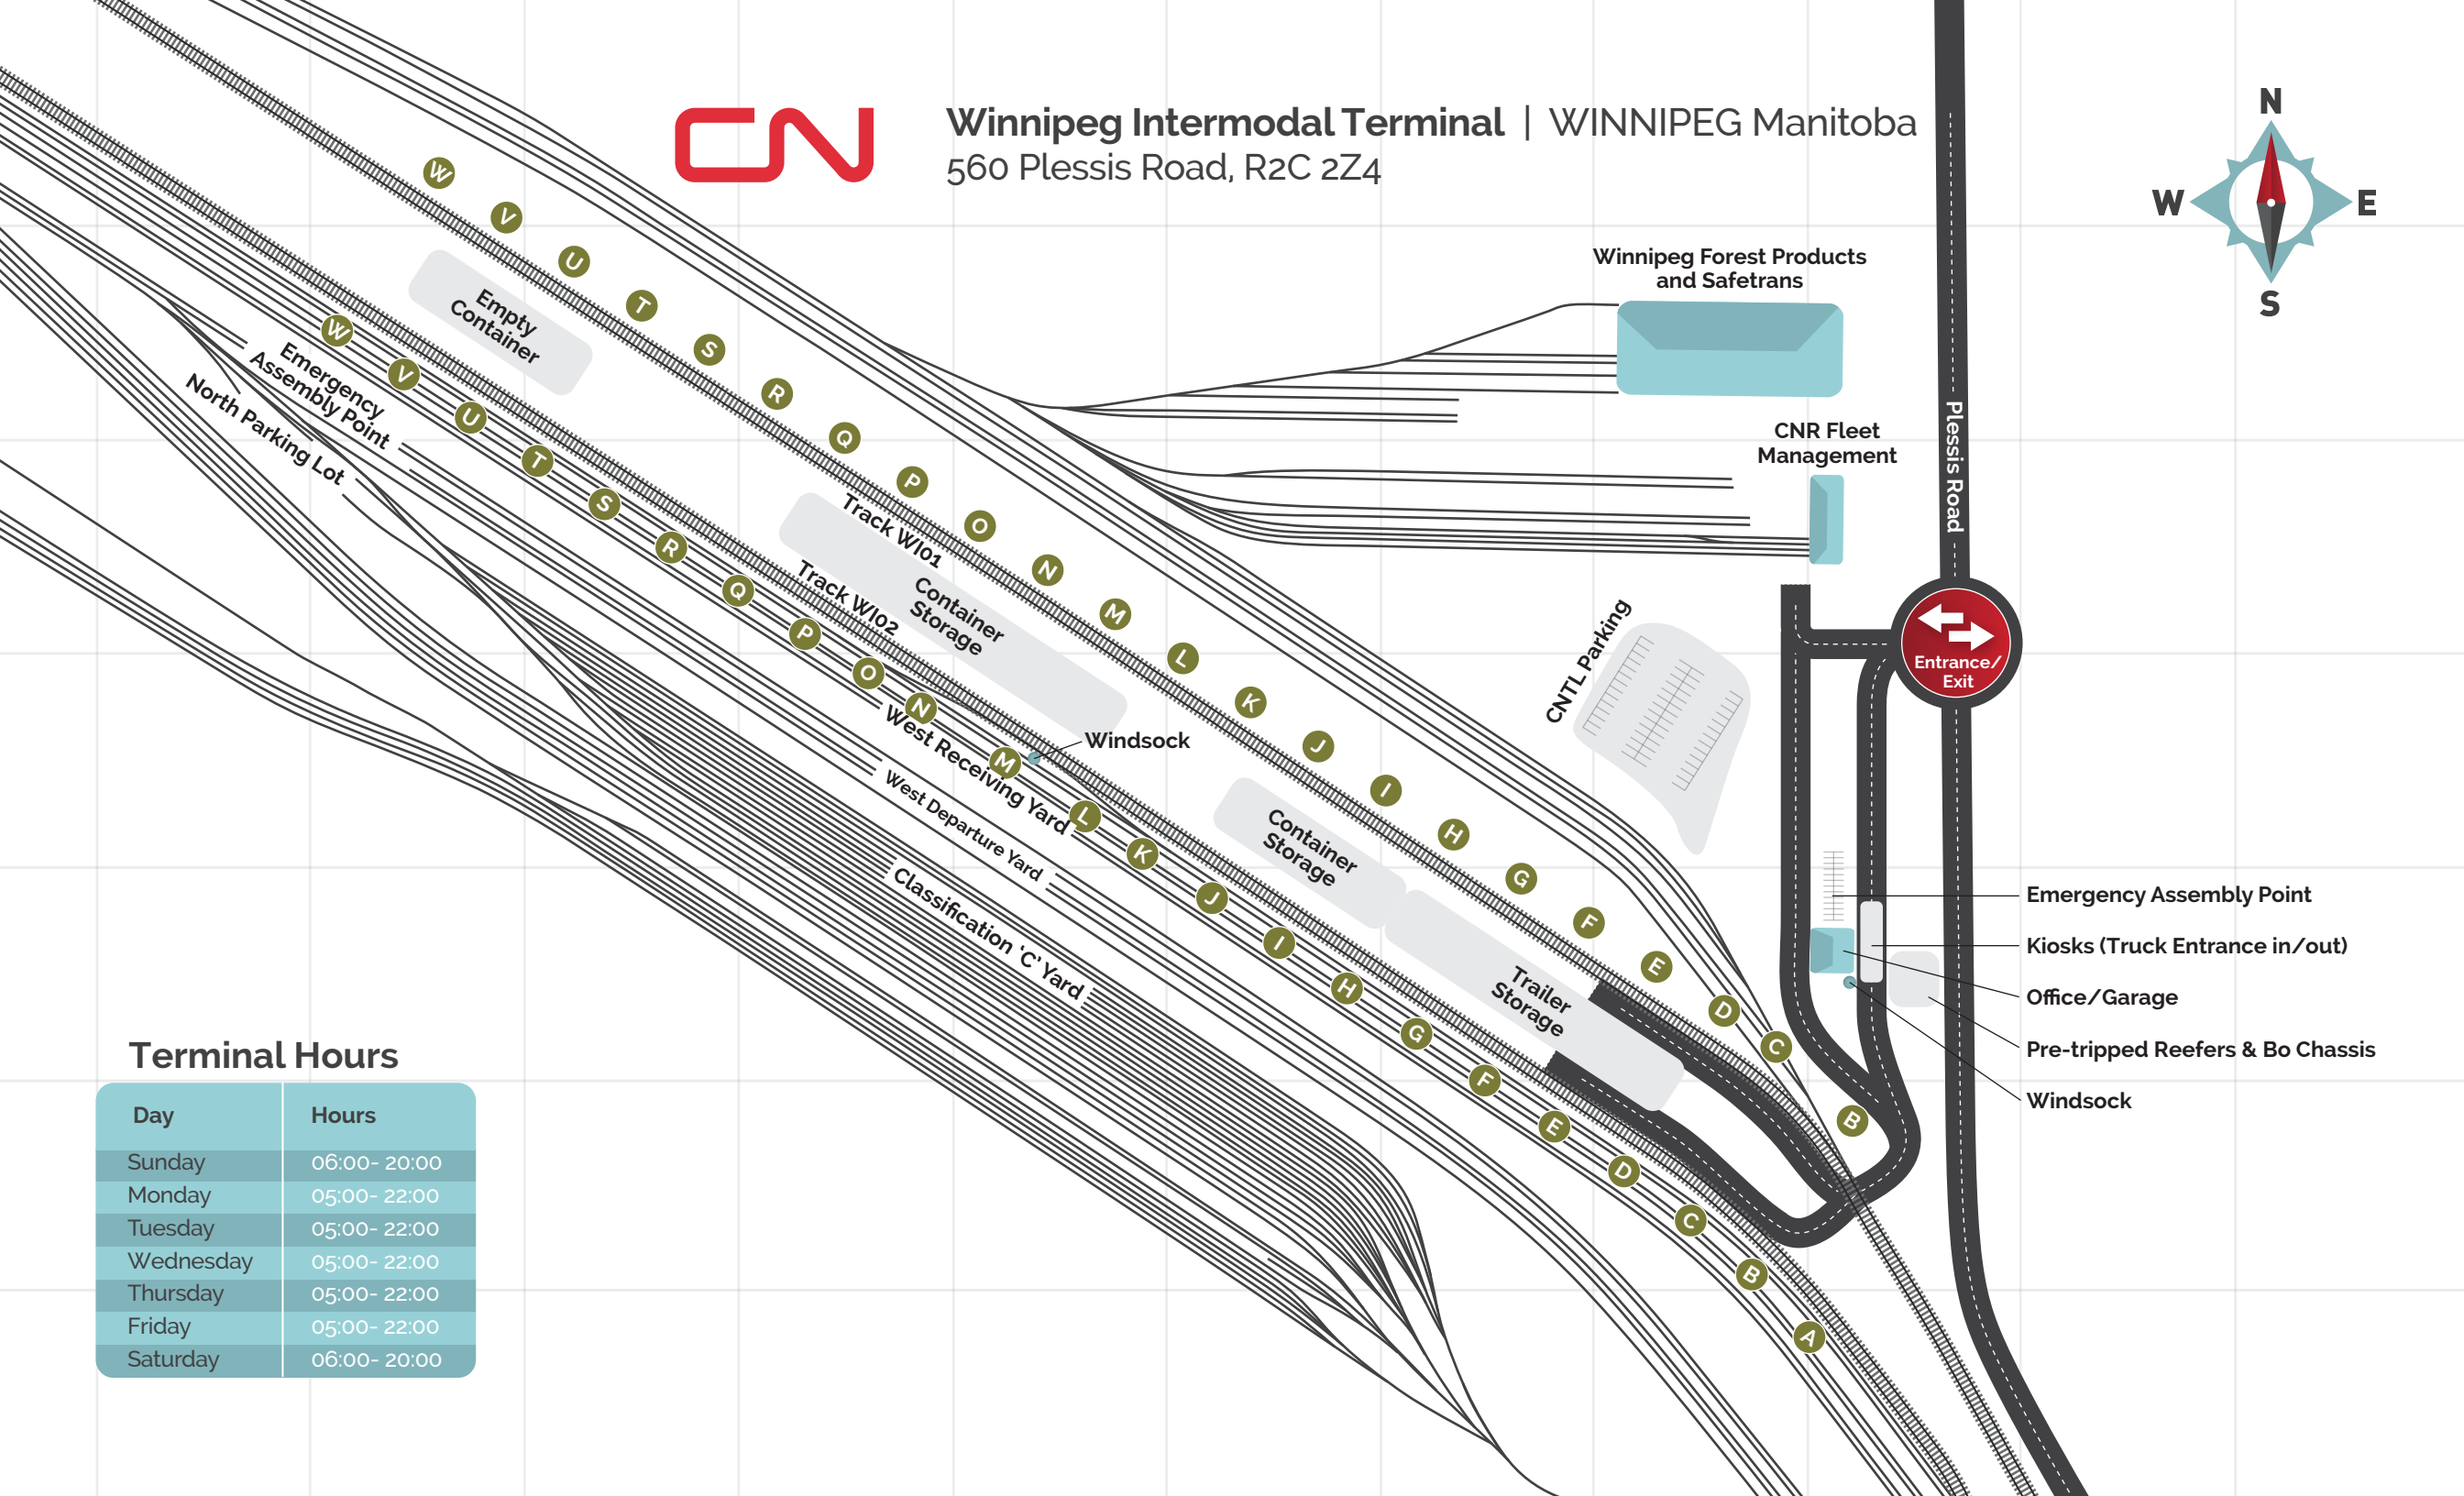 CN
Winnipeg Intermodal Terminal | WINNIPEG Manitoba
560 Plessis Road, R2C 2Z4
N
W
E
S
Winnipeg Forest Products
and Safetrans
CNR Fleet
Management
Plessis Road
Entrance/
Exit
CNTL Parking
W
V
U
T
S
R
Q
P
O
N
M
L
K
J
I
H
G
F
E
D
C
B
Empty
Container
Track WI01
Container
Storage
Track WI02
Windsock
Container
Storage
Trailer
Storage
W
V
U
T
S
R
Q
P
O
N
M
L
K
J
I
H
G
F
E
D
C
B
A
Emergency
Assembly Point
North Parking Lot
West Receiving Yard
West Departure Yard
Classification 'C' Yard
Emergency Assembly Point
Kiosks (Truck Entrance in/out)
Office/Garage
Pre-tripped Reefers & Bo Chassis
Windsock
Terminal Hours
Day Hours
Sunday 06:00- 20:00
Monday 05:00- 22:00
Tuesday 05:00- 22:00
Wednesday 05:00- 22:00
Thursday 05:00- 22:00
Friday 05:00- 22:00
Saturday 06:00- 20:00